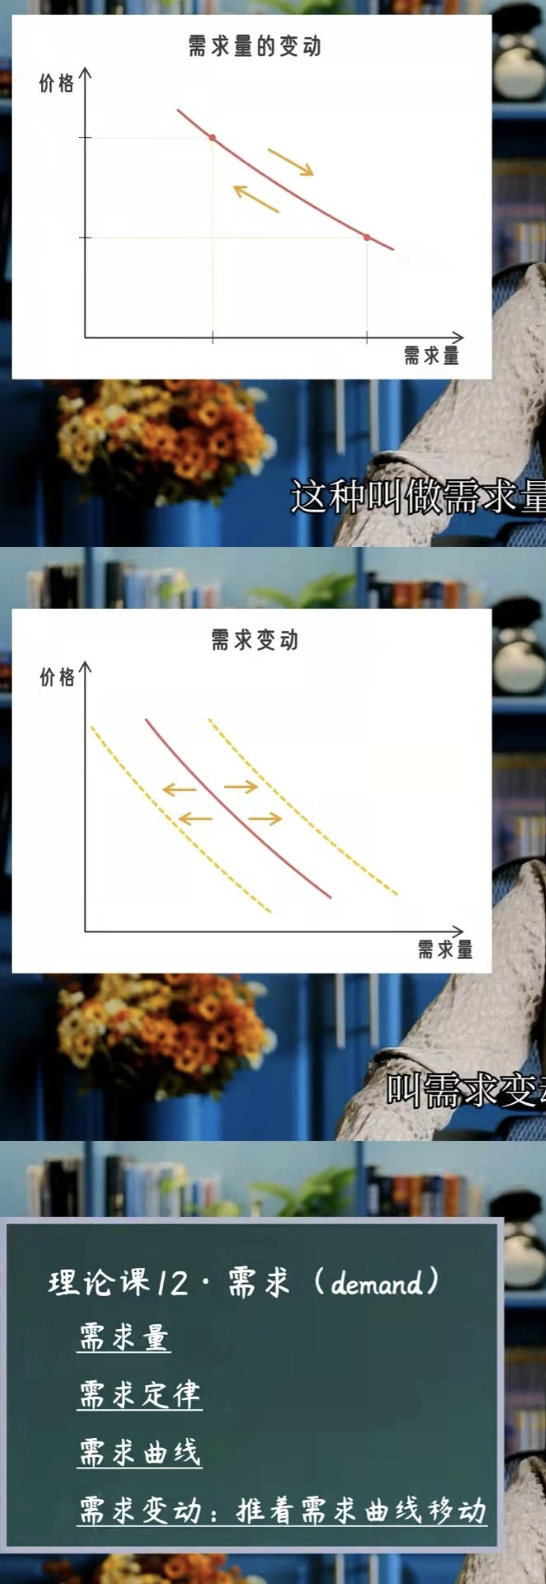 需求量的变动
价格
需求量
这种叫做需求量
需求变动
价格
需求量
叫需求变
理论课12·需求（demand）
需求量
需求定律
需求曲线
需求变动：推着需求曲线移动